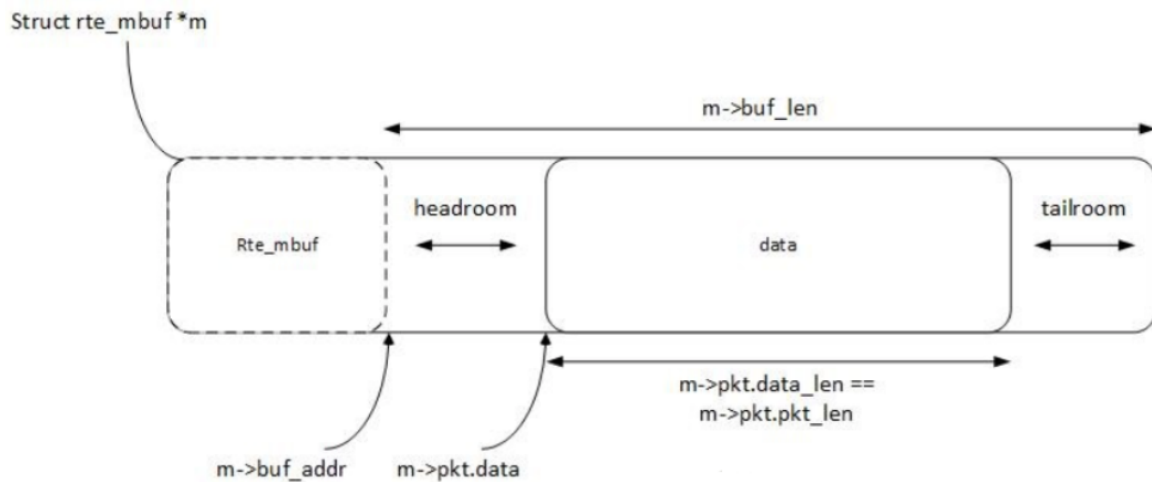 Struct rte_mbuf *m
m->buf_len
headroom
tailroom
Rte_mbuf
data
m->pkt.data_len ==
m->pkt.pkt_len
m->buf_addr
m->pkt.data